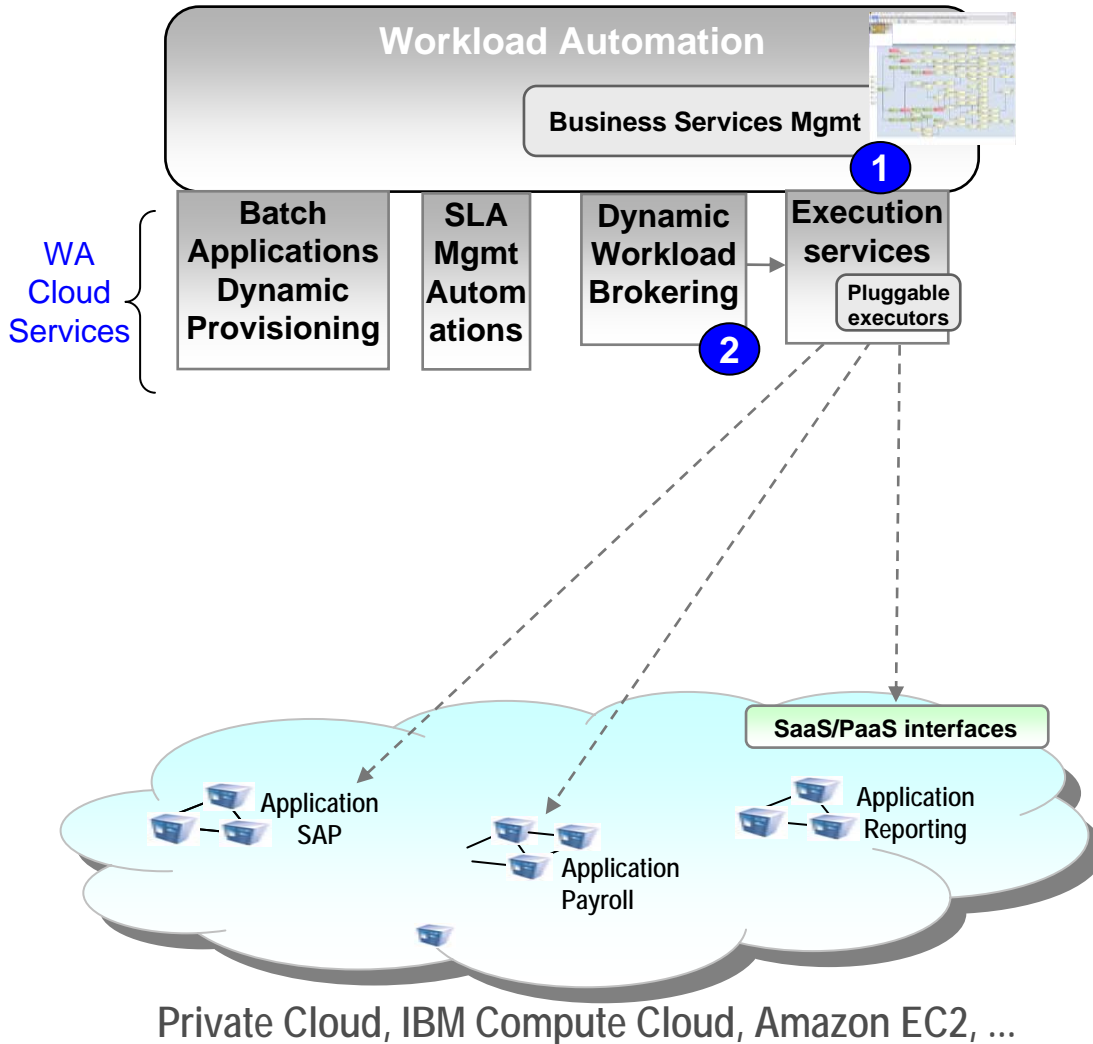 Workload Automation
Business Services Mgmt
1
WA
Cloud
Services
Batch
Applications
Dynamic
Provisioning
SLA
Mgmt
Autom
ations
Dynamic
Workload
Brokering
2
Execution
services
Pluggable
executors
SaaS/PaaS interfaces
Application
SAP
Application
Payroll
Application
Reporting
Private Cloud, IBM Compute Cloud, Amazon EC2, ...